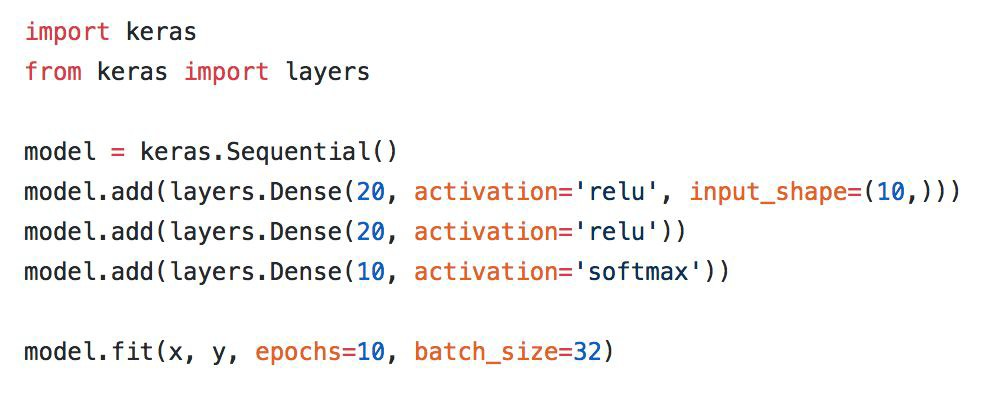 import keras
from keras import layers
model = keras.Sequential()
model.add(layers.Dense(20, activation='relu', input_shape=(10,)))
model.add(layers.Dense(20, activation='relu'))
model.add(layers.Dense(10, activation='softmax'))
model.fit(x, y, epochs=10, batch_size=32)